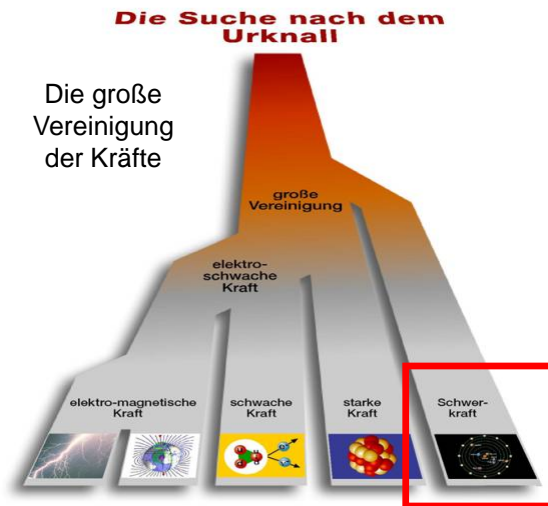 Die Suche nach dem
Urknall
Die große
Vereinigung
der Kräfte
große
Vereinigung
elektro-
schwache
Kraft
elektro-magnetische
Kraft
schwache
Kraft
starke
Kraft
Schwer-
kraft